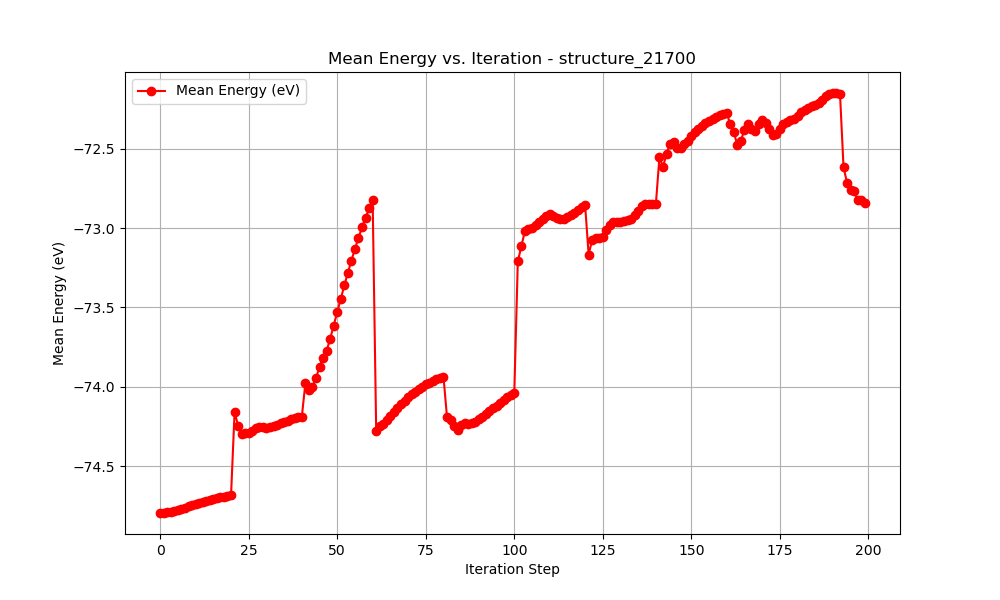 Mean Energy vs. Iteration - structure_21700
Mean Energy (eV)
Mean Energy (eV)
−72.5
−73.0
−73.5
−74.0
−74.5
0 25 50 75 100 125 150 175 200
Iteration Step